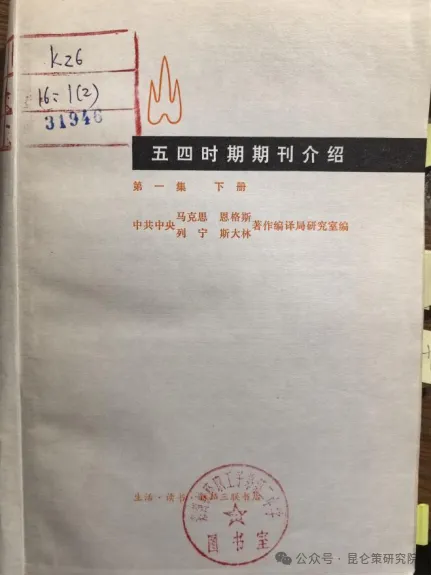 K26
16=1(2)
31946
五四时期期刊介绍
第一集 下册
中共中央马克思 恩格斯列宁 斯大林著作编译局研究室编
生活·读书·新知三联书店
图书室
公众号·昆仑策研究院